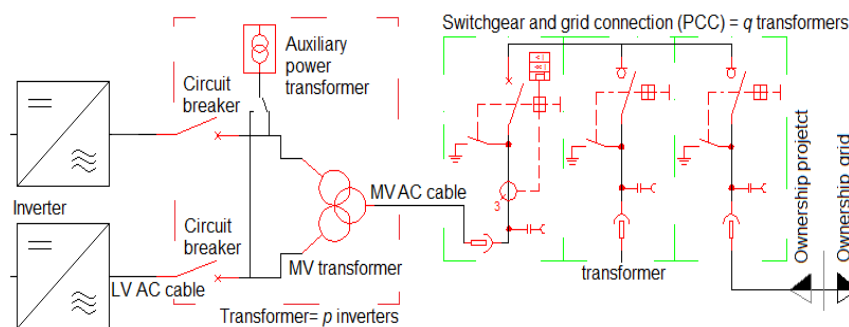 Switchgear and grid connection (PCC) = q transformers
Auxiliary
power
transformer
Circuit
breaker
MV AC cable
3
Inverter
Circuit
breaker
MV transformer
LV AC cable
transformer
Transformer= p inverters
Ownership projetct
Ownership grid